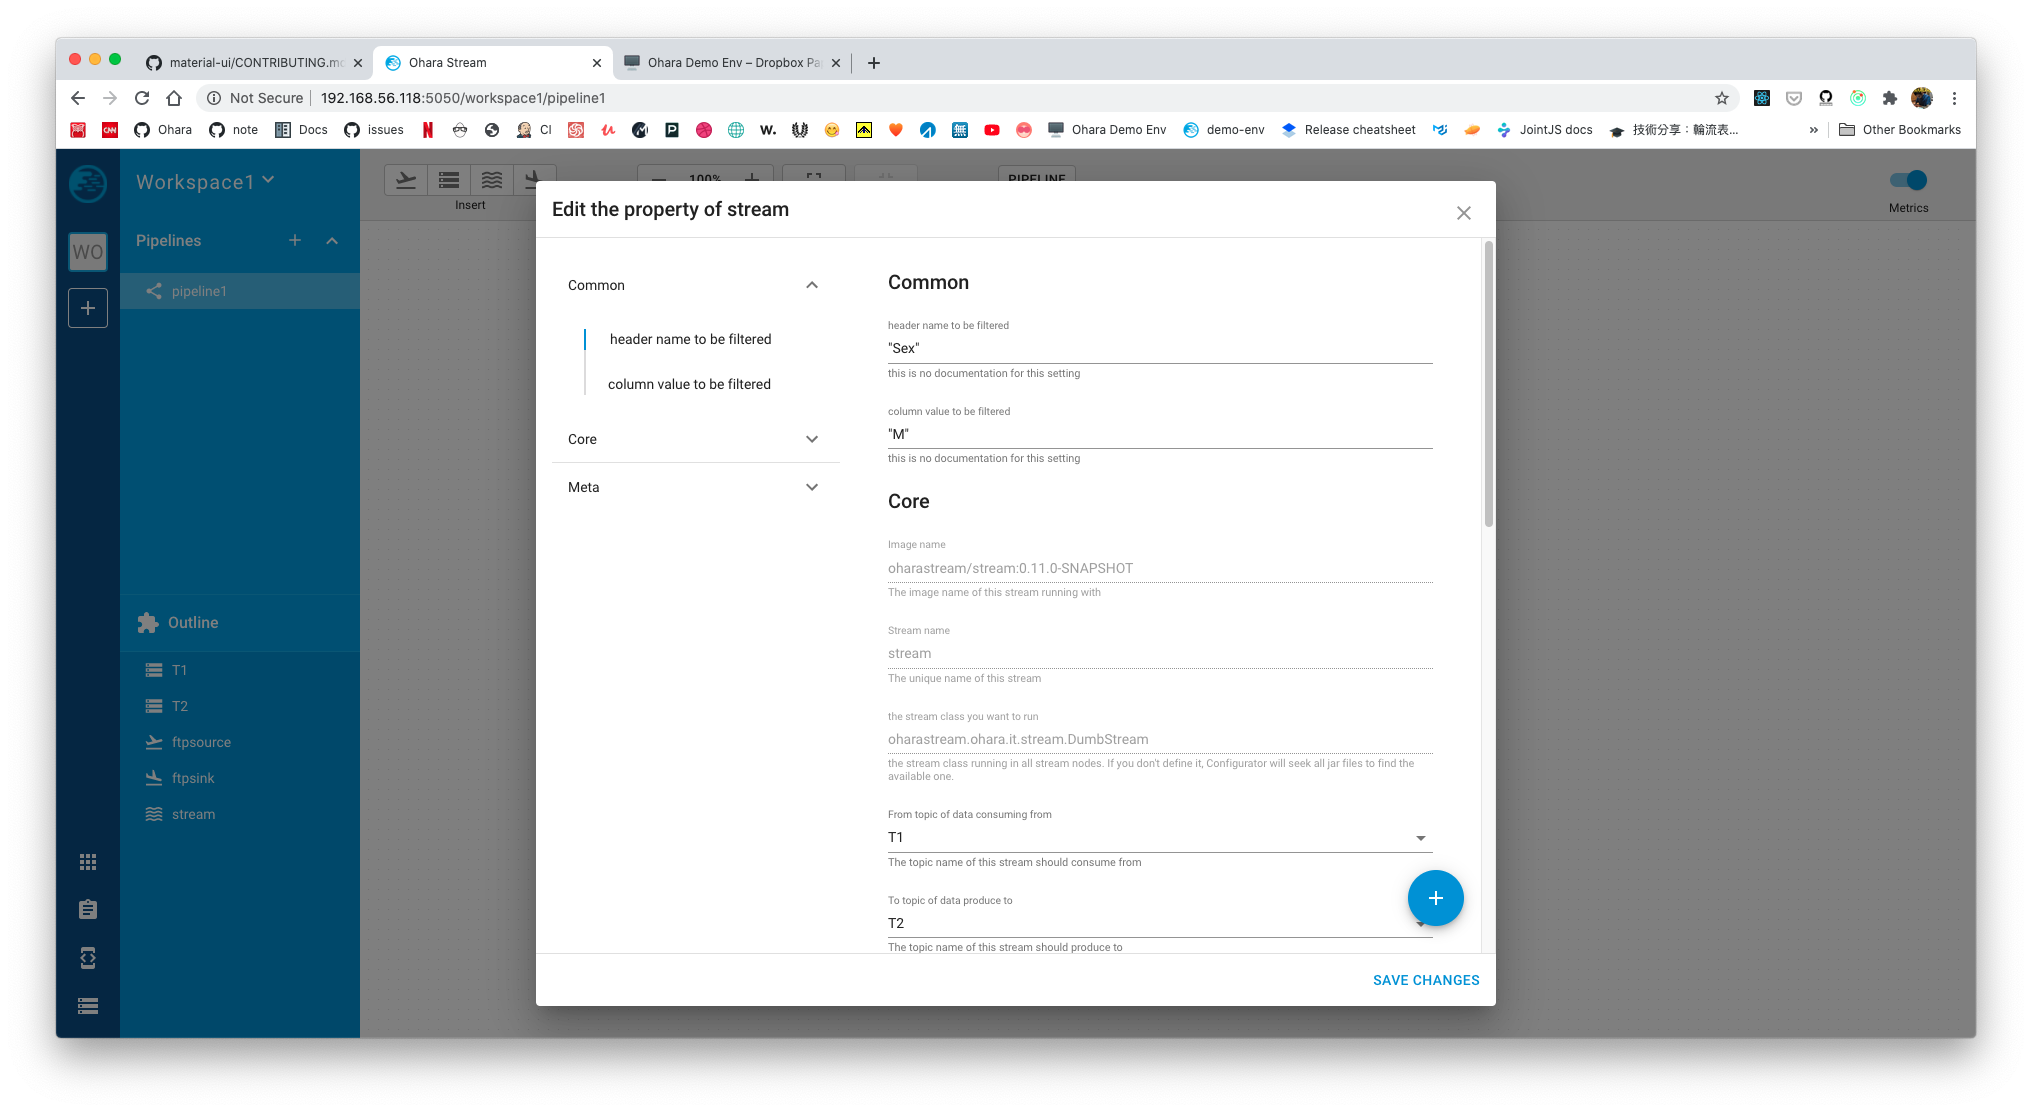 material-ui/CONTRIBUTING.md
Ohara Stream
Ohara Demo Env – Dropbox Pa
Not Secure
192.168.56.118:5050/workspace1/pipeline1
CNN
Ohara
note
Docs
issues
N
CI
P
w.
無
Ohara Demo Env
demo-env
Release cheatsheet
JointJS docs
技術分享：輪流表...
»
Other Bookmarks
Workspace1
100%
PIPELINE
Insert
Metrics
WO
Pipelines
pipeline1
Outline
T1
T2
ftpsource
ftpsink
stream
Edit the property of stream
Common
header name to be filtered
column value to be filtered
Core
Meta
Common
header name to be filtered
"Sex"
this is no documentation for this setting
column value to be filtered
"M"
this is no documentation for this setting
Core
Image name
oharastream/stream:0.11.0-SNAPSHOT
The image name of this stream running with
Stream name
stream
The unique name of this stream
the stream class you want to run
oharastream.ohara.it.stream.DumbStream
the stream class running in all stream nodes. If you don't define it, Configurator will seek all jar files to find the
available one.
From topic of data consuming from
T1
The topic name of this stream should consume from
To topic of data produce to
T2
The topic name of this stream should produce to
SAVE CHANGES